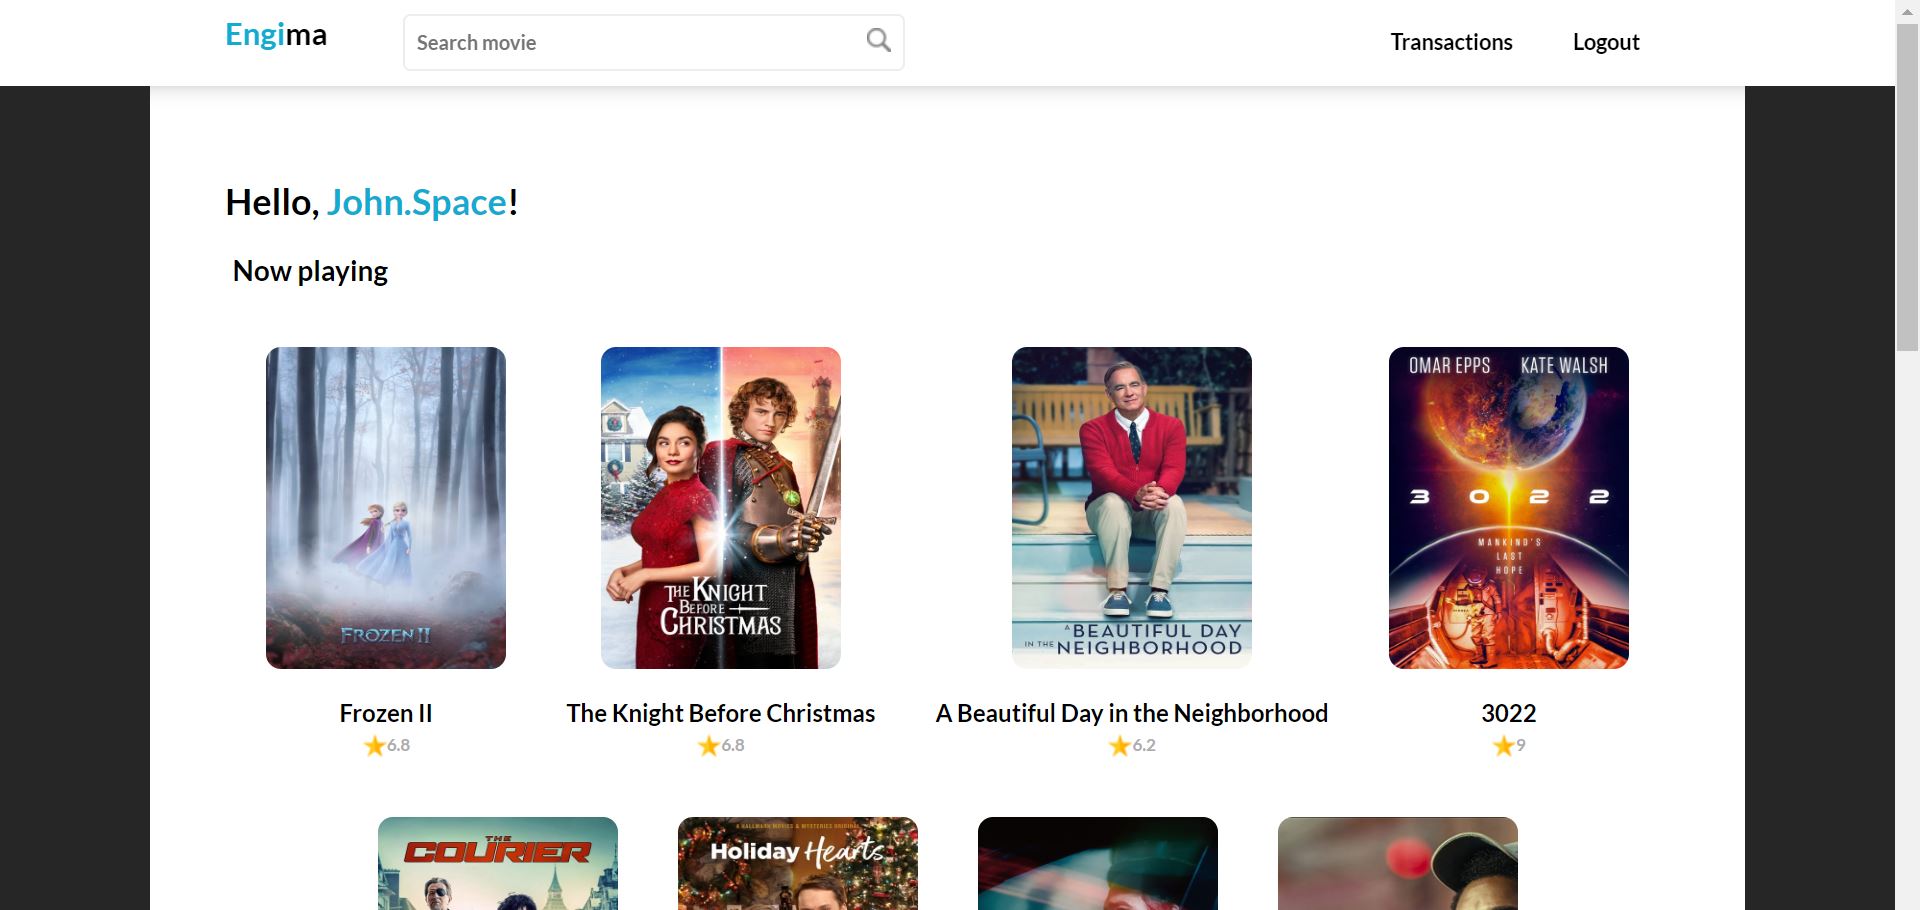 Engima
Search movie
Transactions
Logout
Hello, John.Space!
Now playing
FROZEN II
THE KNIGHT
BEFORE
CHRISTMAS
A BEAUTIFUL DAY
IN THE NEIGHBORHOOD
OMAR EPPS KATE WALSH
3022
MANKIND'S
LAST
HOPE
Frozen II
6.8
The Knight Before Christmas
6.8
A Beautiful Day in the Neighborhood
6.2
3022
9
THE
COURIER
A HALLMARK MOVIES & MYSTERIES ORIGINAL
Holiday Hearts